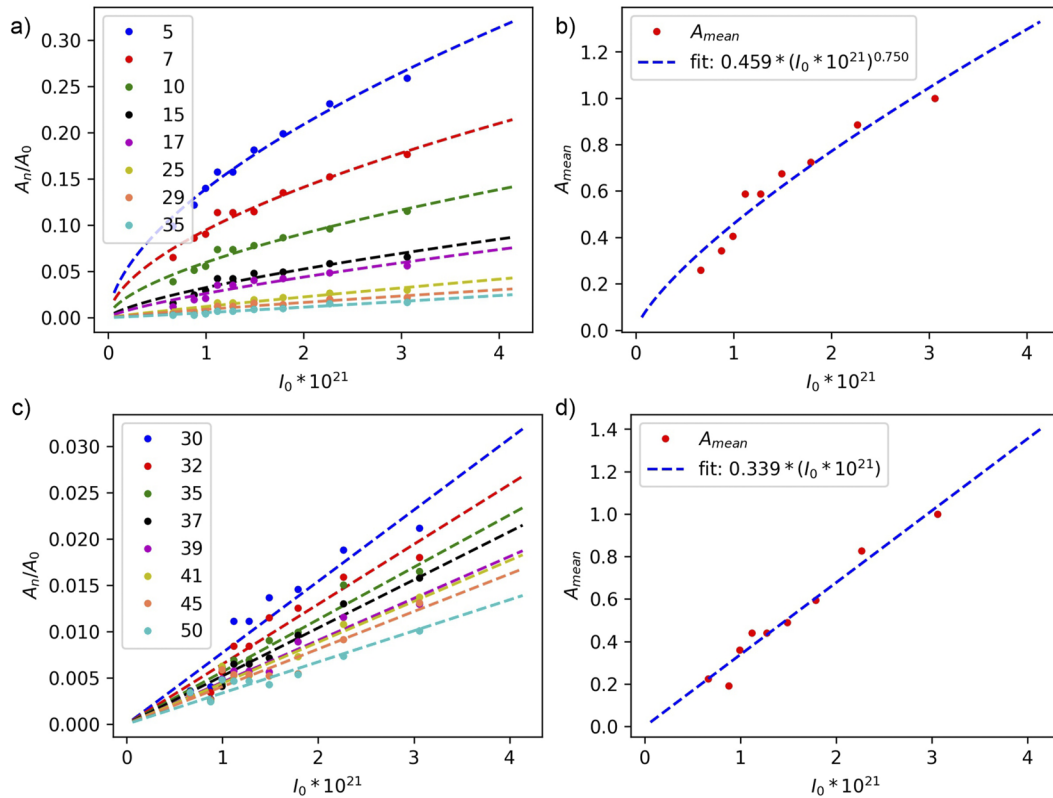 a)
0.30
0.25
0.20
0.15
0.10
0.05
0.00
A_n/A_0
5
7
10
15
17
25
29
35
0 1 2 3 4
I_0 * 10^21
b)
1.2
1.0
0.8
0.6
0.4
0.2
0.0
A_mean
A_mean
fit: 0.459 * (I_0 * 10^21)^0.750
0 1 2 3 4
I_0 * 10^21
c)
0.030
0.025
0.020
0.015
0.010
0.005
0.000
A_n/A_0
30
32
35
37
39
41
45
50
0 1 2 3 4
I_0 * 10^21
d)
1.4
1.2
1.0
0.8
0.6
0.4
0.2
0.0
A_mean
A_mean
fit: 0.339 * (I_0 * 10^21)
0 1 2 3 4
I_0 * 10^21